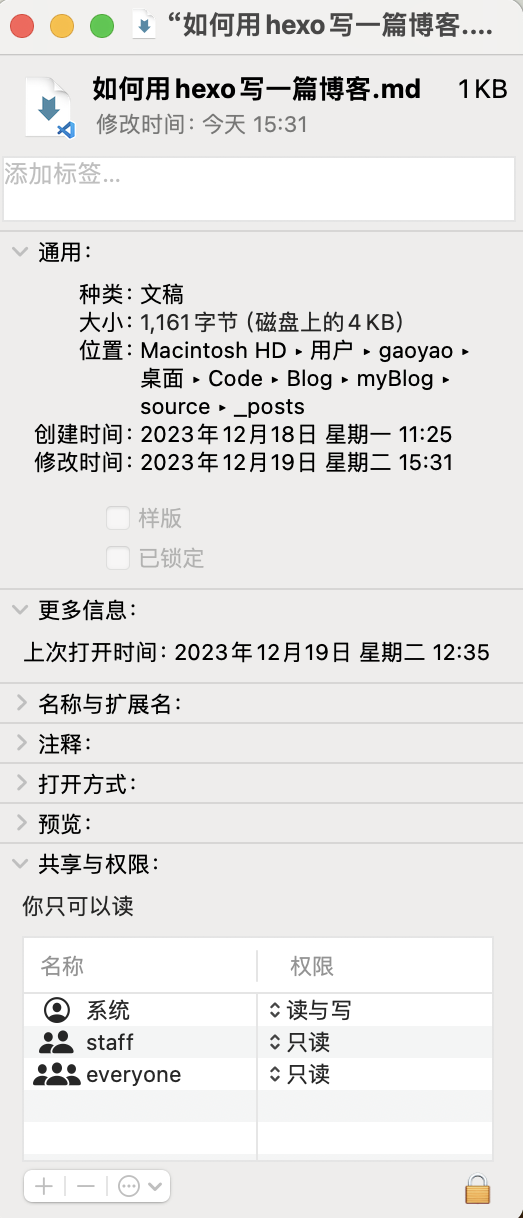 “如何用hexo写一篇博客....
如何用hexo写一篇博客.md 1 KB
修改时间：今天 15:31
添加标签...
通用：
种类：文稿
大小：1,161字节（磁盘上的4 KB）
位置：Macintosh HD ▸ 用户 ▸ gaoyao ▸
桌面 ▸ Code ▸ Blog ▸ myBlog ▸
source ▸ _posts
创建时间：2023年12月18日 星期一 11:25
修改时间：2023年12月19日 星期二 15:31
样版
已锁定
更多信息：
上次打开时间：2023年12月19日 星期二 12:35
名称与扩展名：
注释：
打开方式：
预览：
共享与权限：
你只可以读
名称 权限
系统 读与写
staff 只读
everyone 只读